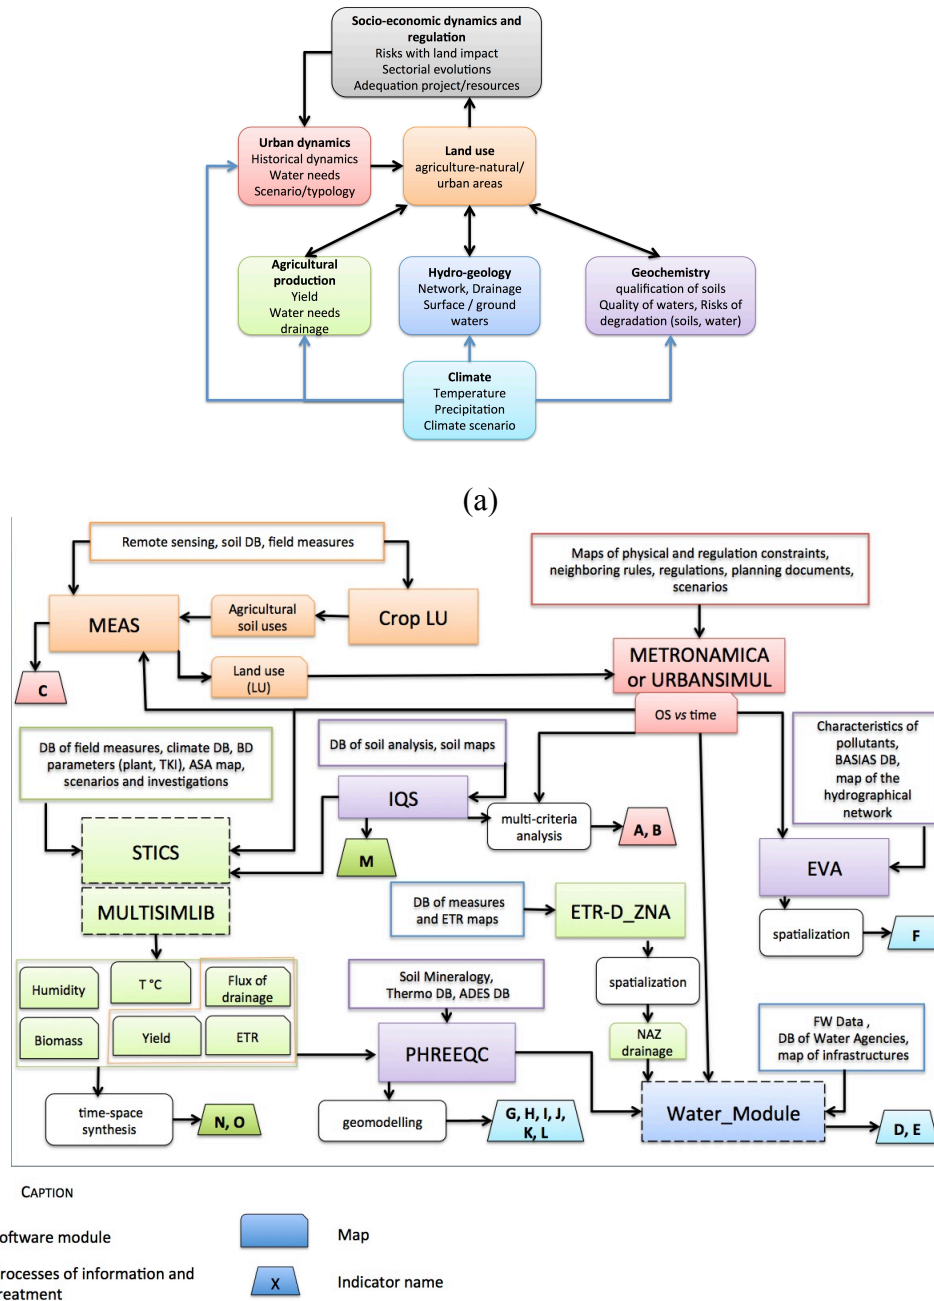 Socio-economic dynamics and
regulation
Risks with land impact
Sectorial evolutions
Adequation project/resources
Urban dynamics
Historical dynamics
Water needs
Scenario/typology
Land use
agriculture-natural/
urban areas
Agricultural
production
Yield
Water needs
drainage
Hydro-geology
Network, Drainage
Surface / ground
waters
Geochemistry
qualification of soils
Quality of waters, Risks of
degradation (soils, water)
Climate
Temperature
Precipitation
Climate scenario
(a)
Remote sensing, soil DB, field measures
Maps of physical and regulation constraints,
neighboring rules, regulations, planning documents,
scenarios
MEAS
Agricultural
soil uses
Crop LU
Land use
(LU)
METRONAMICA
or URBANSIMUL
C
OS vs time
DB of field measures, climate DB, BD
parameters (plant, TKI), ASA map,
scenarios and investigations
DB of soil analysis, soil maps
Characteristics of
pollutants,
BASIAS DB,
map of the
hydrographical
network
IQS
multi-criteria
analysis
A, B
STICS
M
EVA
MULTISIMLIB
DB of measures
and ETR maps
ETR-D_ZNA
spatialization
F
Humidity
T °C
Flux of
drainage
Biomass
Yield
ETR
Soil Mineralogy,
Thermo DB, ADES DB
spatialization
FW Data ,
DB of Water Agencies,
map of infrastructures
PHREEQC
NAZ
drainage
Water_Module
time-space
synthesis
N, O
geomodelling
G, H, I, J,
K, L
D, E
CAPTION
oftware module
Map
rocesses of information and
reatment
X
Indicator name